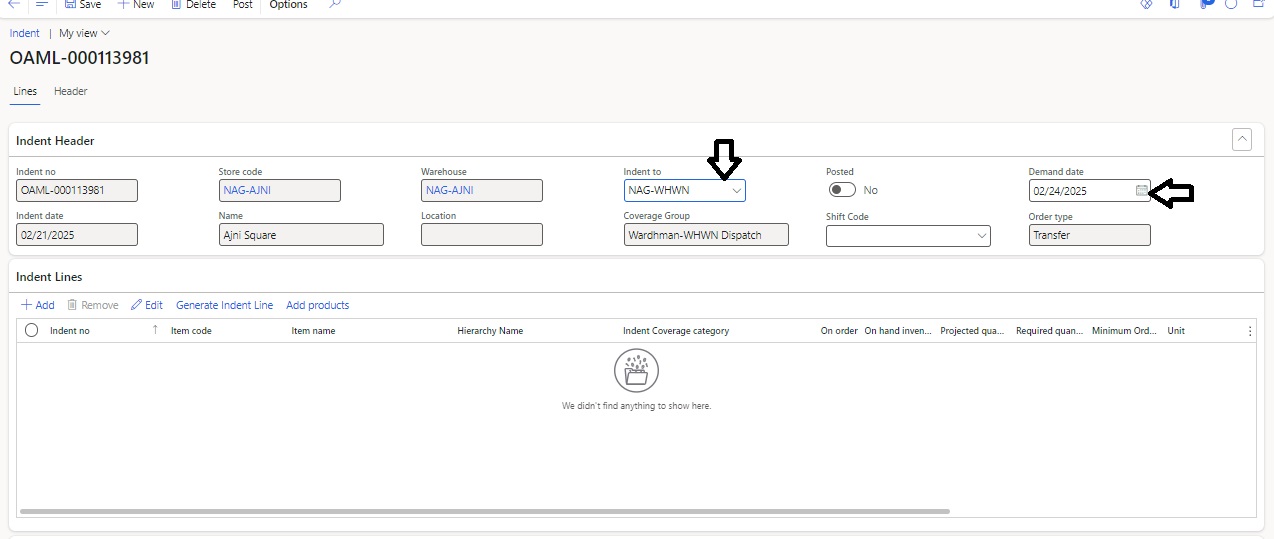 Save New Delete Post Options
Indent | My view
OAML-000113981
Lines Header
Indent Header
Indent no Store code Warehouse Indent to Posted Demand date
OAML-000113981 NAG-AJNI NAG-AJNI NAG-WHWN No 02/24/2025
Indent date Name Location Coverage Group Shift Code Order type
02/21/2025 Ajni Square Wardhman-WHWN Dispatch Transfer
Indent Lines
Add Remove Edit Generate Indent Line Add products
Indent no ↑ Item code Item name Hierarchy Name Indent Coverage category On order On hand inven... Projected qua... Required quan... Minimum Ord... Unit
We didn't find anything to show here.